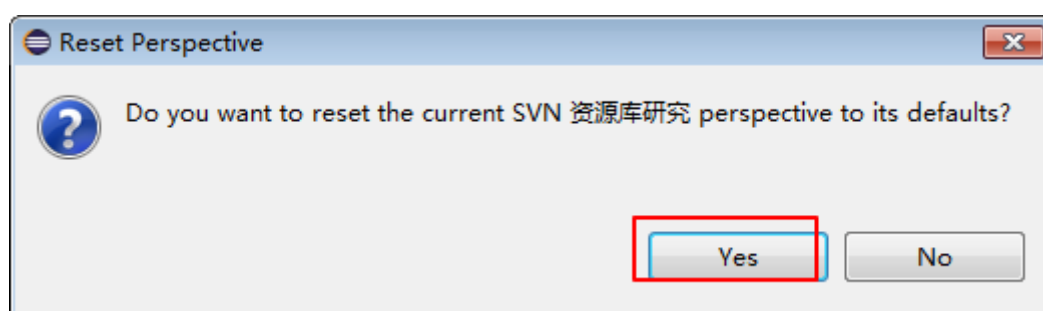 Reset Perspective
Do you want to reset the current SVN 资源库研究 perspective to its defaults?
Yes
No